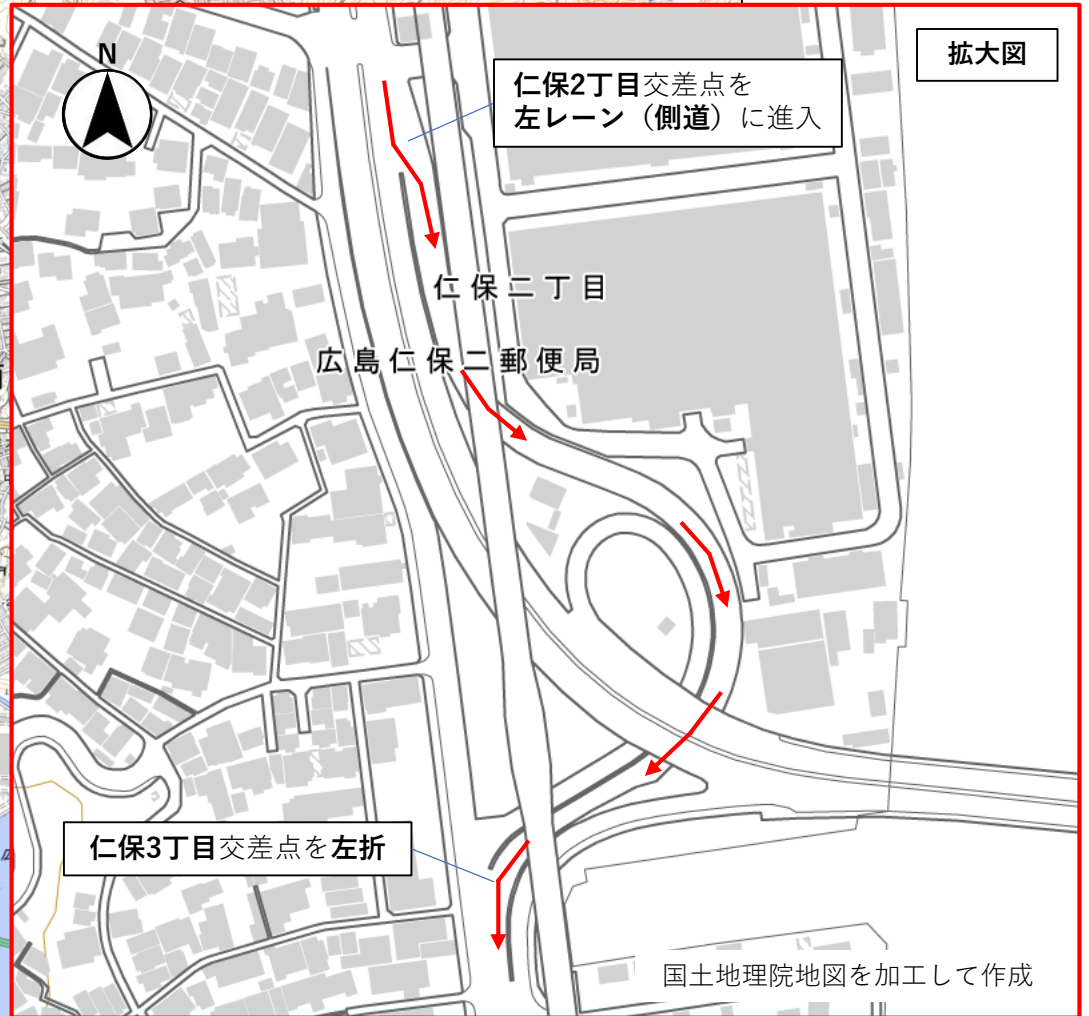 N
拡大図
仁保2丁目交差点を
左レーン（側道）に進入
仁保二丁目
広島仁保二郵便局
仁保3丁目交差点を左折
国土地理院地図を加工して作成